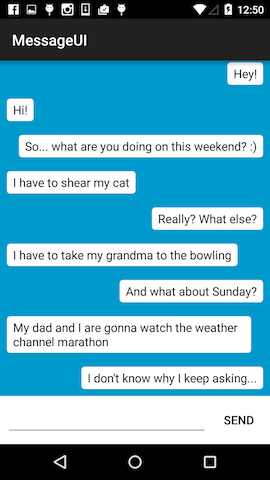 12:50
MessageUI
Hey!
Hi!
So... what are you doing on this weekend? :)
I have to shear my cat
Really? What else?
I have to take my grandma to the bowling
And what about Sunday?
My dad and I are gonna watch the weather
channel marathon
I don't know why I keep asking...
SEND